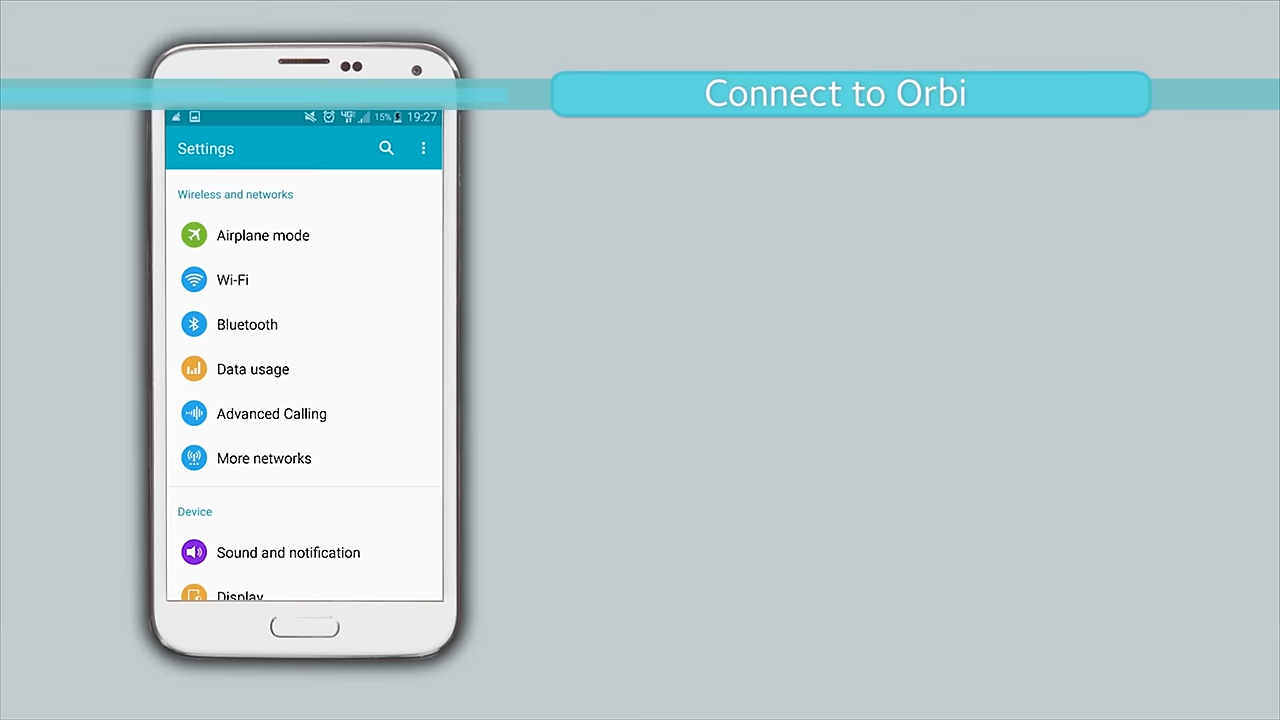 Connect to Orbi
15% 19:27
Settings
Wireless and networks
Airplane mode
Wi-Fi
Bluetooth
Data usage
Advanced Calling
More networks
Device
Sound and notification
Display